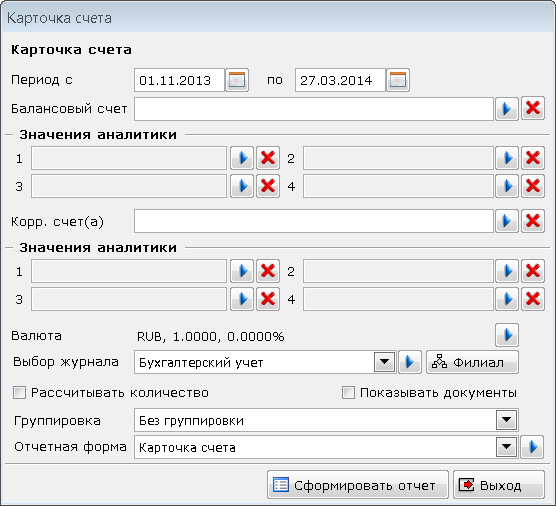 Карточка счета
Карточка счета
Период с 01.11.2013 по 27.03.2014
Балансовый счет
Значения аналитики
1 2
3 4
Корр. счет(а)
Значения аналитики
1 2
3 4
Валюта RUB, 1.0000, 0.0000%
Выбор журнала Бухгалтерский учет Филиал
Рассчитывать количество Показывать документы
Группировка Без группировки
Отчетная форма Карточка счета
Сформировать отчет Выход